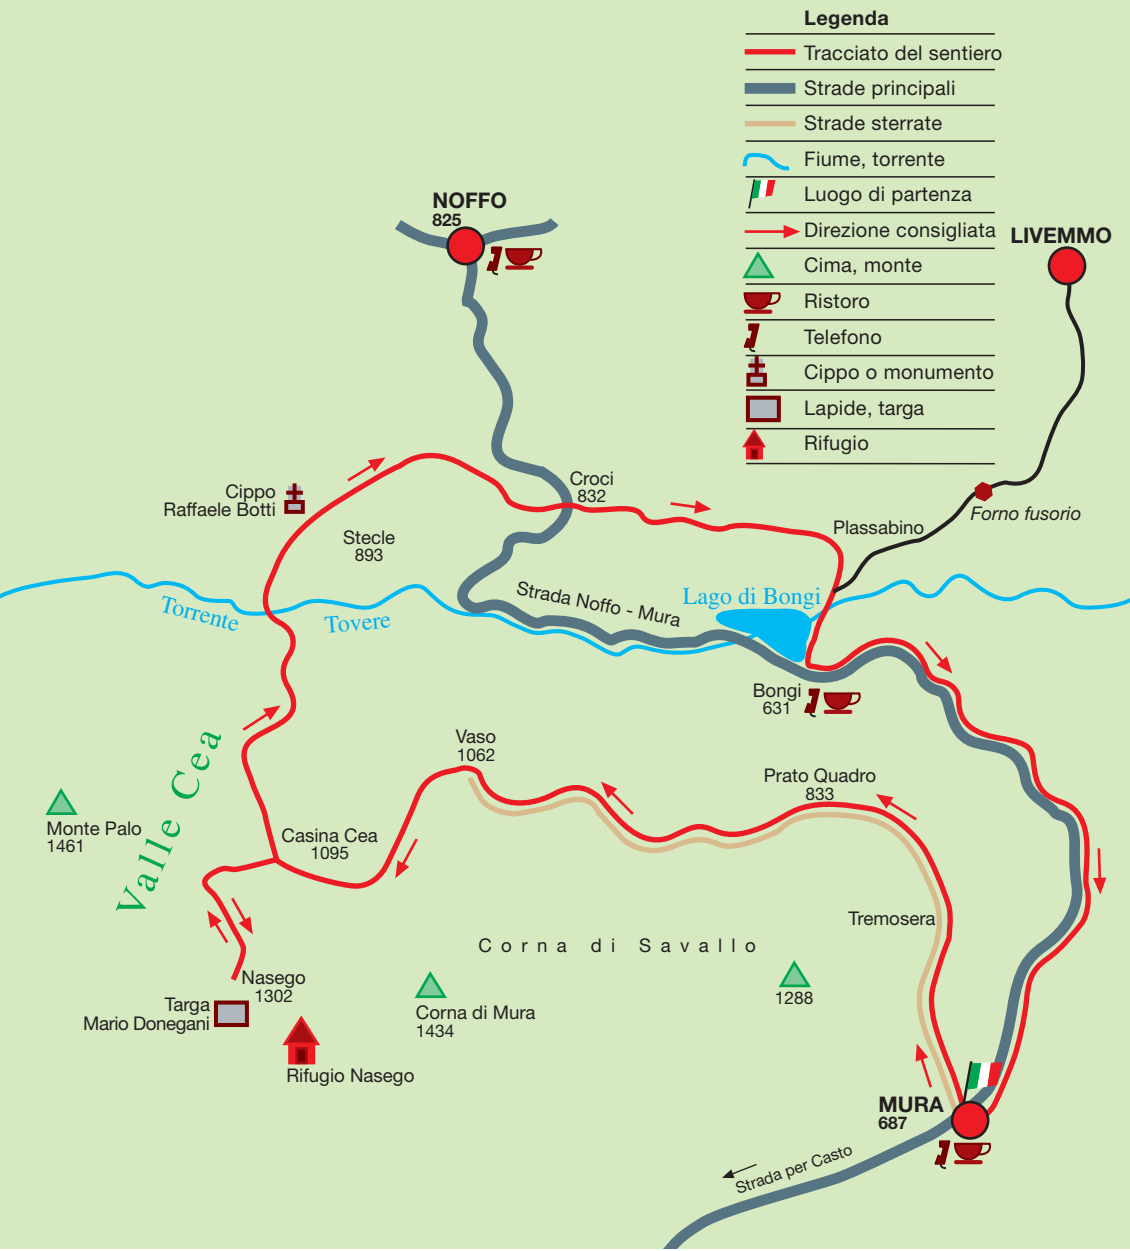 Legenda
Tracciato del sentiero
Strade principali
Strade sterrate
Fiume, torrente
Luogo di partenza
Direzione consigliata
Cima, monte
Ristoro
Telefono
Cippo o monumento
Lapide, targa
Rifugio
NOFFO
825
LIVEMMO
Croci
832
Cippo
Raffaele Botti
Forno fusorio
Plassabino
Stecle
893
Strada Noffo - Mura
Lago di Bongi
Torrente
Tovere
Bongi
631
Vaso
1062
Valle Cea
Prato Quadro
833
Monte Palo
1461
Casina Cea
1095
Tremosera
Corna di Savallo
Nasego
1302
1288
Targa
Mario Donegani
Corna di Mura
1434
Rifugio Nasego
MURA
687
Strada per Casto